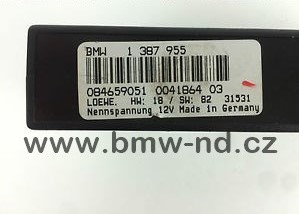 BMW 1 387 955
084659051 0041864 03
LOEWE. HW: 18 / SW: 82 31531
Nennspannung 12V Made in Germany
www.bmw-nd.cz